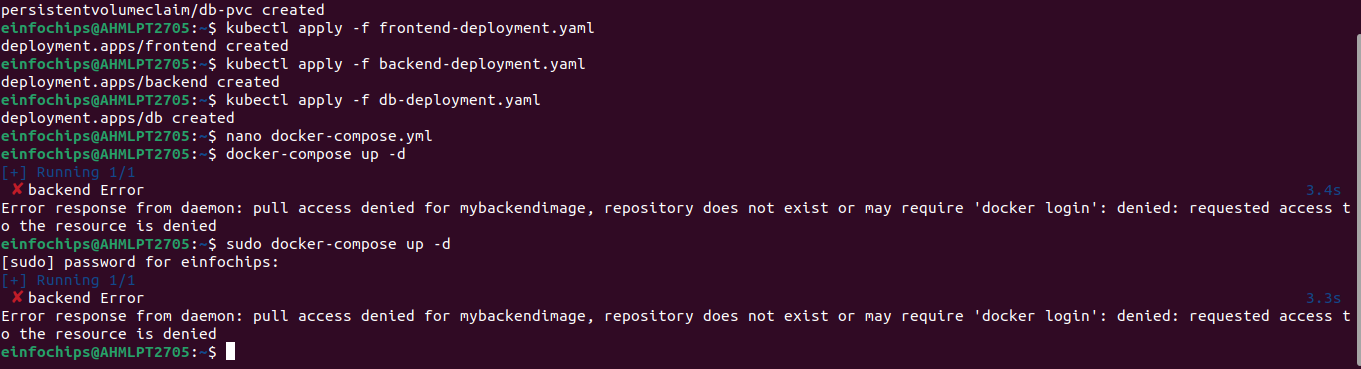 persistentvolumeclaim/db-pvc created
einfochips@AHMLPT2705:~$ kubectl apply -f frontend-deployment.yaml
deployment.apps/frontend created
einfochips@AHMLPT2705:~$ kubectl apply -f backend-deployment.yaml
deployment.apps/backend created
einfochips@AHMLPT2705:~$ kubectl apply -f db-deployment.yaml
deployment.apps/db created
einfochips@AHMLPT2705:~$ nano docker-compose.yml
einfochips@AHMLPT2705:~$ docker-compose up -d
[+] Running 1/1
✘ backend Error 3.4s
Error response from daemon: pull access denied for mybackendimage, repository does not exist or may require 'docker login': denied: requested access t
o the resource is denied
einfochips@AHMLPT2705:~$ sudo docker-compose up -d
[sudo] password for einfochips:
[+] Running 1/1
✘ backend Error 3.3s
Error response from daemon: pull access denied for mybackendimage, repository does not exist or may require 'docker login': denied: requested access t
o the resource is denied
einfochips@AHMLPT2705:~$